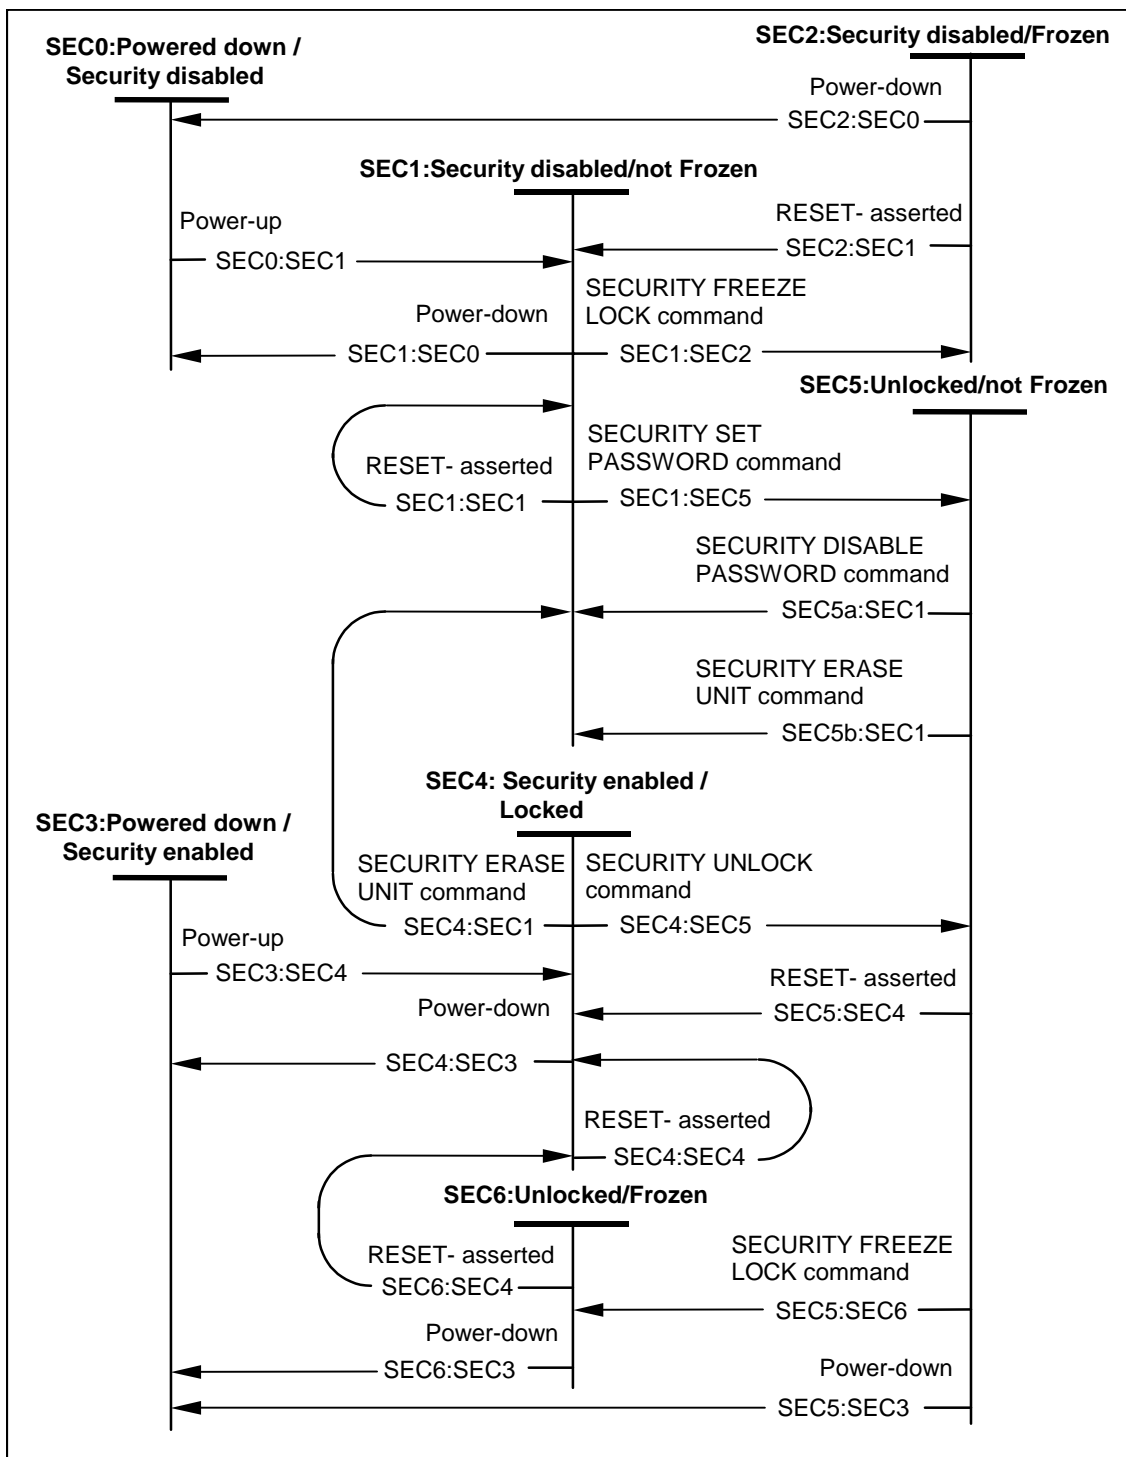 SEC0:Powered down /
Security disabled
SEC2:Security disabled/Frozen
Power-down
SEC2:SEC0
SEC1:Security disabled/not Frozen
Power-up
SEC0:SEC1
RESET- asserted
SEC2:SEC1
SECURITY FREEZE
LOCK command
Power-down
SEC1:SEC0
SEC1:SEC2
SEC5:Unlocked/not Frozen
SECURITY SET
PASSWORD command
RESET- asserted
SEC1:SEC1
SEC1:SEC5
SECURITY DISABLE
PASSWORD command
SEC5a:SEC1
SECURITY ERASE
UNIT command
SEC5b:SEC1
SEC4: Security enabled /
Locked
SEC3:Powered down /
Security enabled
SECURITY ERASE
UNIT command
SECURITY UNLOCK
command
SEC4:SEC1
SEC4:SEC5
Power-up
SEC3:SEC4
RESET- asserted
SEC5:SEC4
Power-down
SEC4:SEC3
RESET- asserted
SEC4:SEC4
SEC6:Unlocked/Frozen
RESET- asserted
SEC6:SEC4
SECURITY FREEZE
LOCK command
SEC5:SEC6
Power-down
SEC6:SEC3
Power-down
SEC5:SEC3